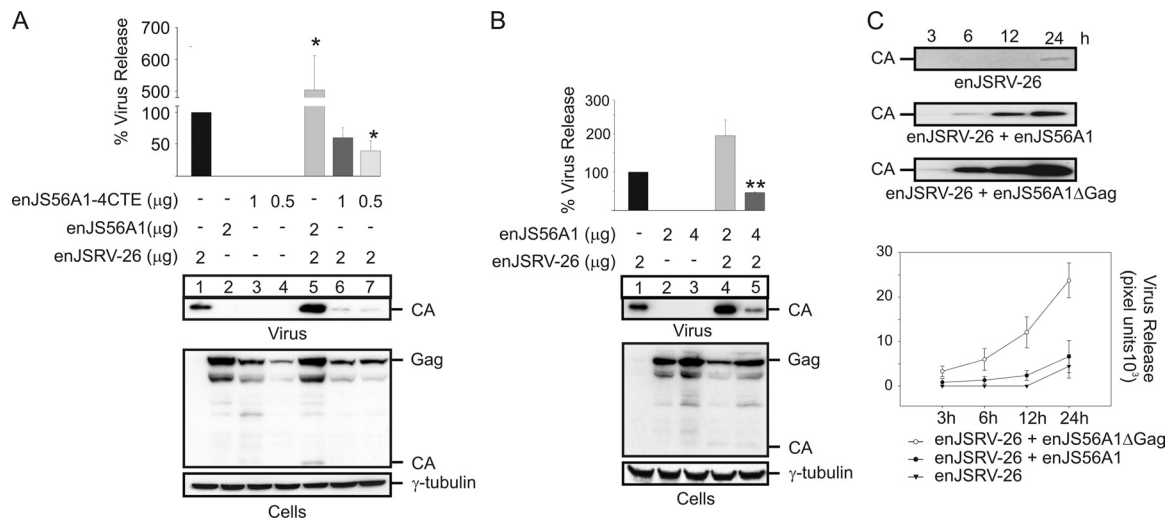 A
% Virus Release
700
600
500
100
50
*
*
enJS56A1-4CTE (μg) - - 1 0.5 - 1 0.5
enJS56A1(μg) - 2 - - 2 - -
enJSRV-26 (μg) 2 - - - 2 2 2
1 2 3 4 5 6 7
CA
Virus
Gag
CA
γ-tubulin
Cells
B
% Virus Release
300
200
100
**
enJS56A1 (μg) - 2 4 2 4
enJSRV-26 (μg) 2 - - 2 2
1 2 3 4 5
CA
Virus
Gag
CA
γ-tubulin
Cells
C
3 6 12 24 h
CA
enJSRV-26
CA
enJSRV-26 + enJS56A1
CA
enJSRV-26 + enJS56A1ΔGag
30
20
10
0
Virus Release
(pixel units10³)
3h 6h 12h 24h
enJSRV-26 + enJS56A1ΔGag
enJSRV-26 + enJS56A1
enJSRV-26